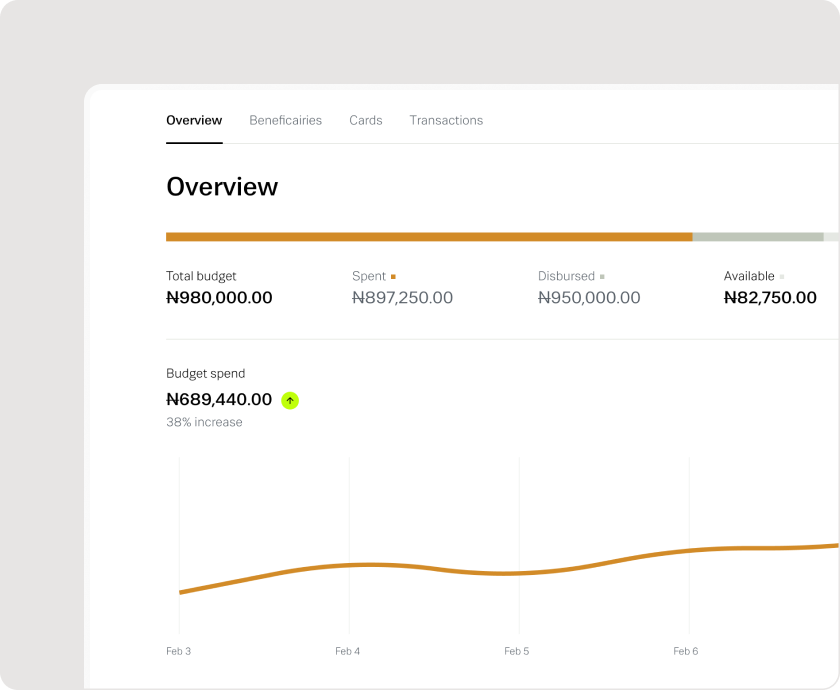 Overview Beneficairies Cards Transactions
Overview
Total budget Spent Disbursed Available
₦980,000.00 ₦897,250.00 ₦950,000.00 ₦82,750.00
Budget spend
₦689,440.00
38% increase
Feb 3 Feb 4 Feb 5 Feb 6